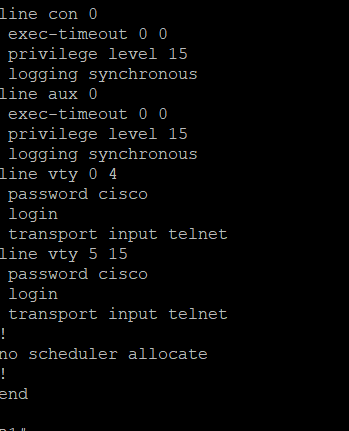 line con 0
 exec-timeout 0 0
 privilege level 15
 logging synchronous
line aux 0
 exec-timeout 0 0
 privilege level 15
 logging synchronous
line vty 0 4
 password cisco
 login
 transport input telnet
line vty 5 15
 password cisco
 login
 transport input telnet
!
no scheduler allocate
!
end